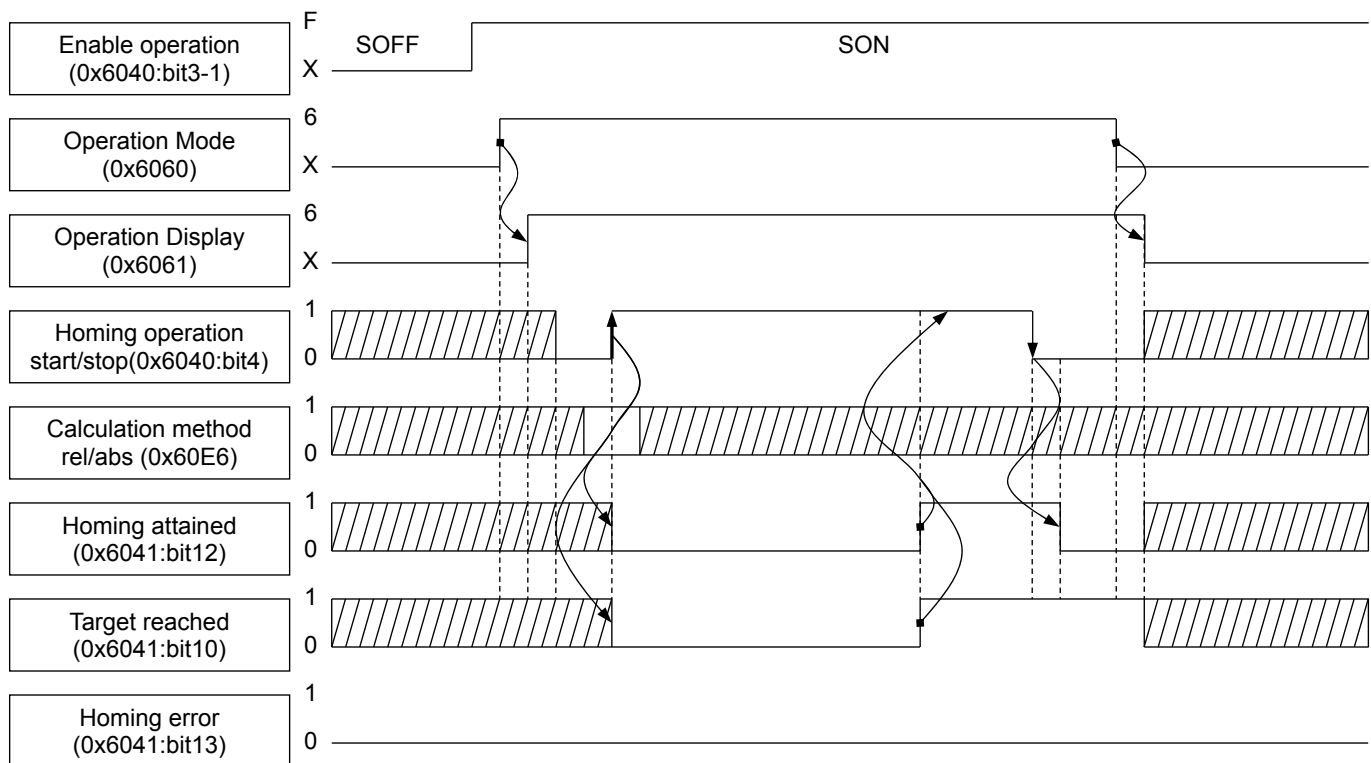 F
Enable operation
(0x6040:bit3-1)
SOFF
SON
X
6
Operation Mode
(0x6060)
X
6
Operation Display
(0x6061)
X
1
Homing operation
start/stop(0x6040:bit4)
0
1
Calculation method
rel/abs (0x60E6)
0
1
Homing attained
(0x6041:bit12)
0
1
Target reached
(0x6041:bit10)
0
1
Homing error
(0x6041:bit13)
0